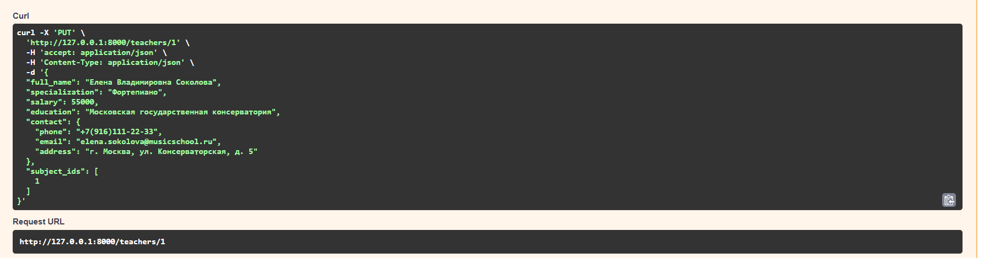 Curl
curl -X 'PUT' \
  'http://127.0.0.1:8000/teachers/1' \
  -H 'accept: application/json' \
  -H 'Content-Type: application/json' \
  -d '{
  "full_name": "Елена Владимировна Соколова",
  "specialization": "Фортепиано",
  "salary": 55000,
  "education": "Московская государственная консерватория",
  "contact": {
    "phone": "+7(916)111-22-33",
    "email": "elena.sokolova@musicschool.ru",
    "address": "г. Москва, ул. Консерваторская, д. 5"
  },
  "subject_ids": [
    1
  ]
}'
Request URL
http://127.0.0.1:8000/teachers/1